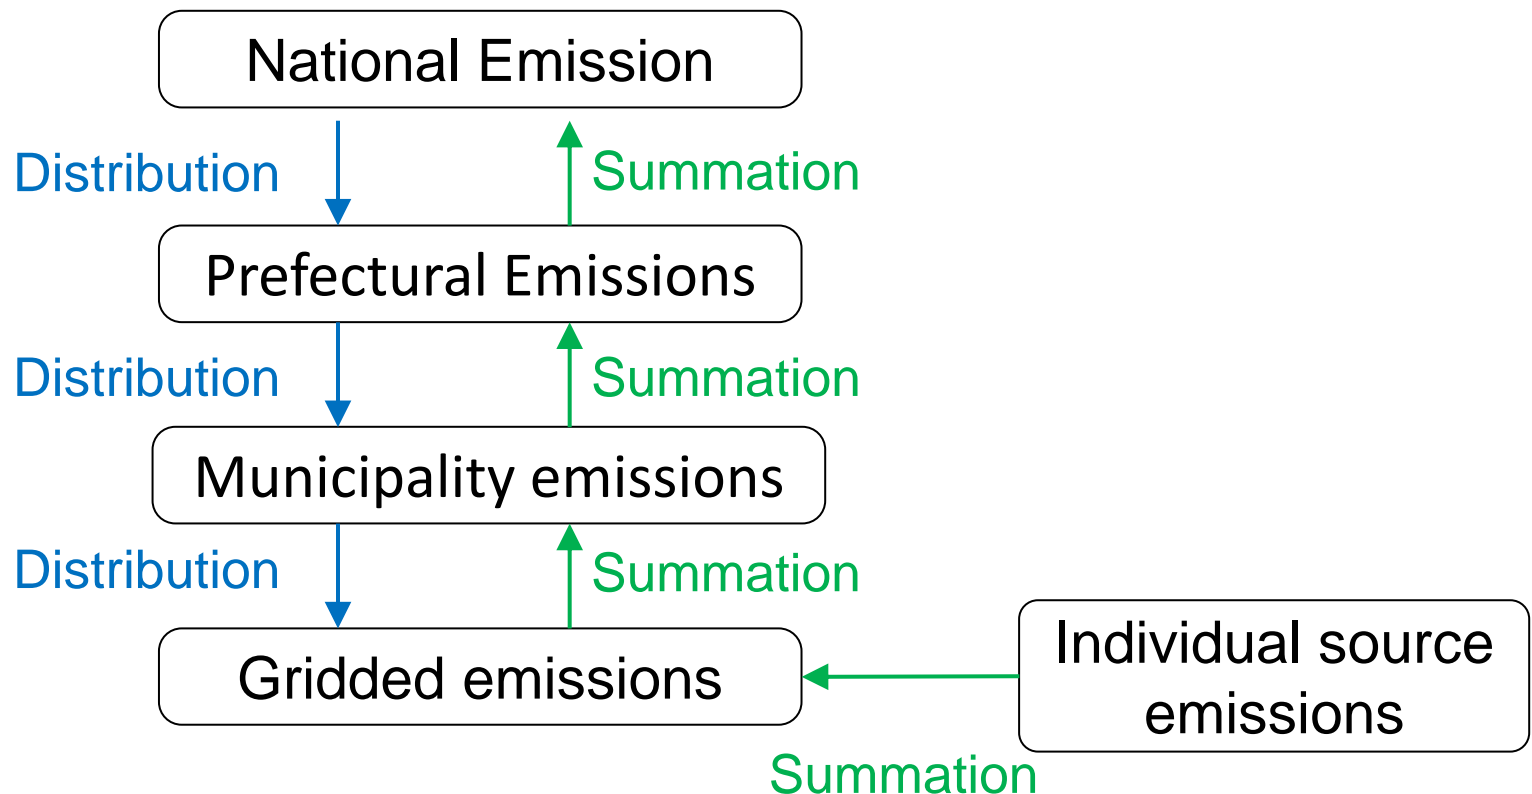 National Emission
Distribution
Summation
Prefectural Emissions
Distribution
Summation
Municipality emissions
Distribution
Summation
Gridded emissions
Individual source
emissions
Summation